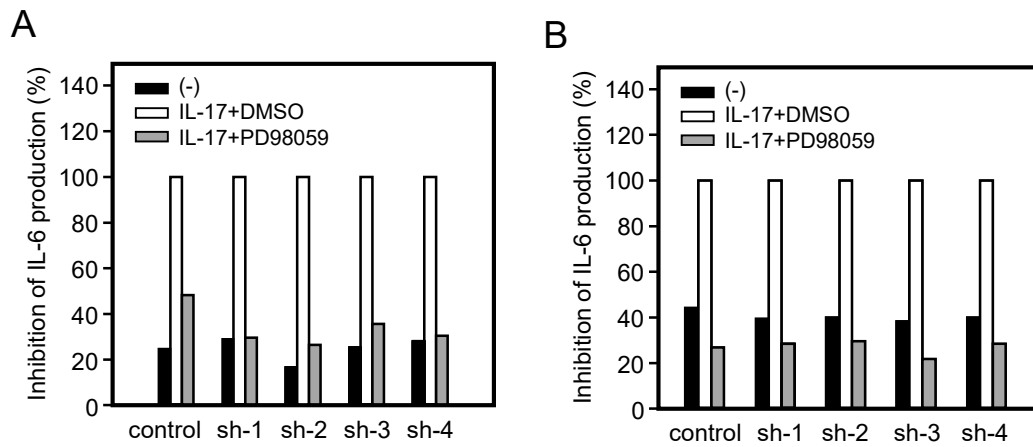 A
Inhibition of IL-6 production (%)
140
120
100
80
60
40
20
0
(-)
IL-17+DMSO
IL-17+PD98059
control sh-1 sh-2 sh-3 sh-4
B
Inhibition of IL-6 production (%)
140
120
100
80
60
40
20
0
(-)
IL-17+DMSO
IL-17+PD98059
control sh-1 sh-2 sh-3 sh-4